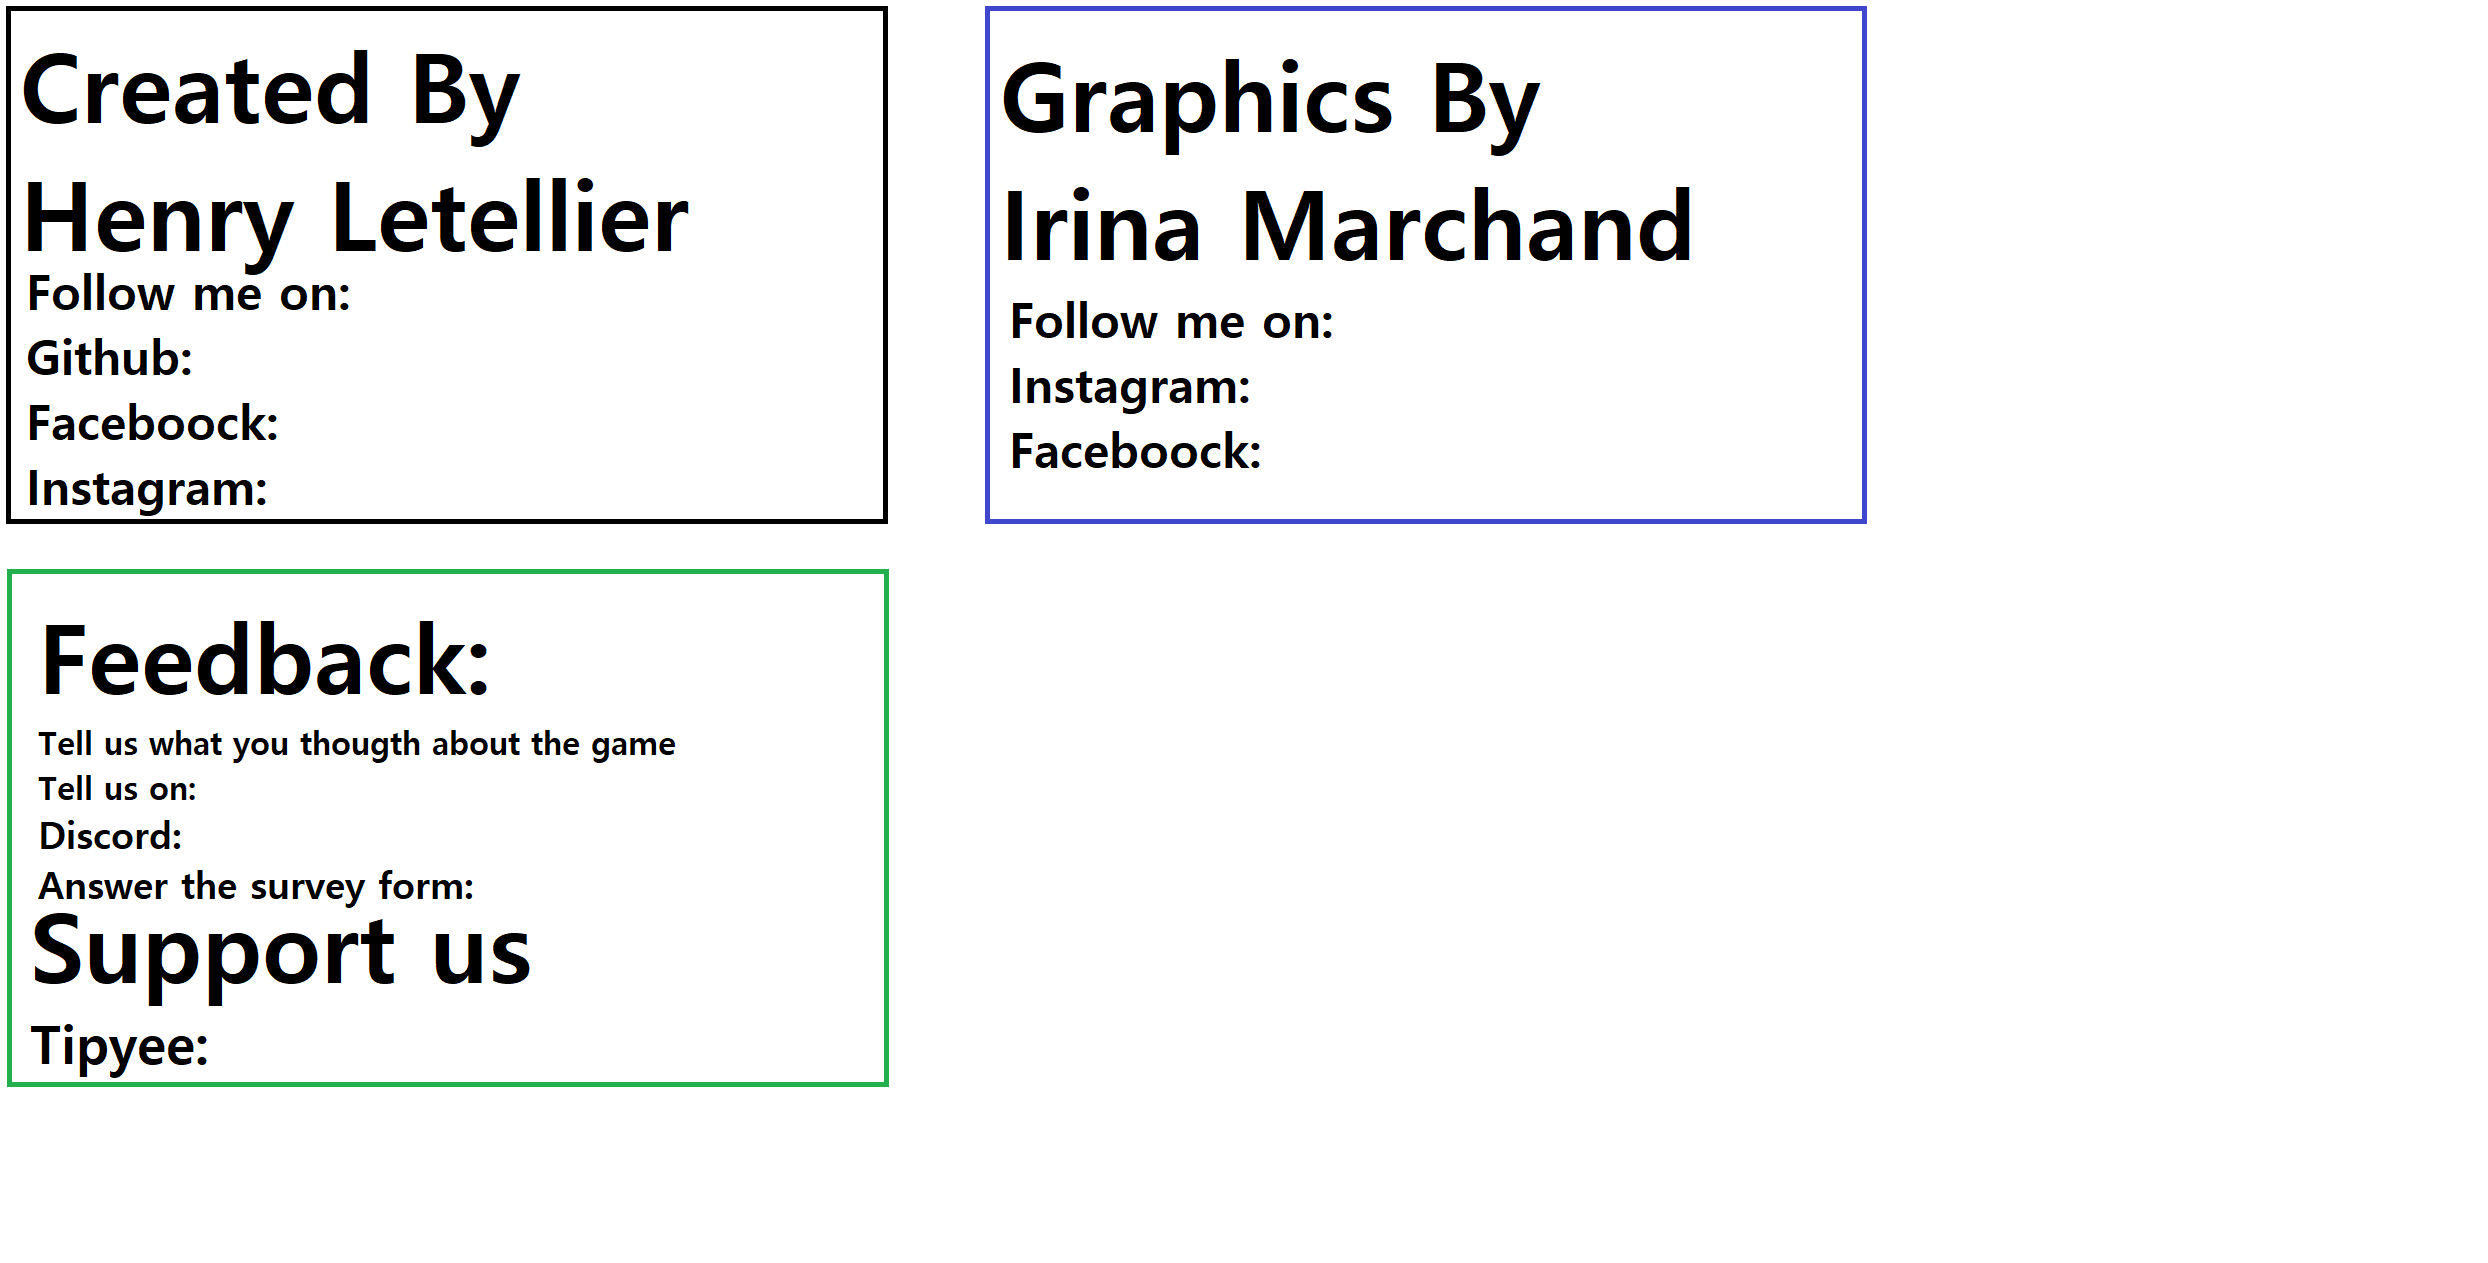 Created By
Henry Letellier
Follow me on:
Github:
Faceboock:
Instagram:
Graphics By
Irina Marchand
Follow me on:
Instagram:
Faceboock:
Feedback:
Tell us what you thougth about the game
Tell us on:
Discord:
Answer the survey form:
Support us
Tipyee: